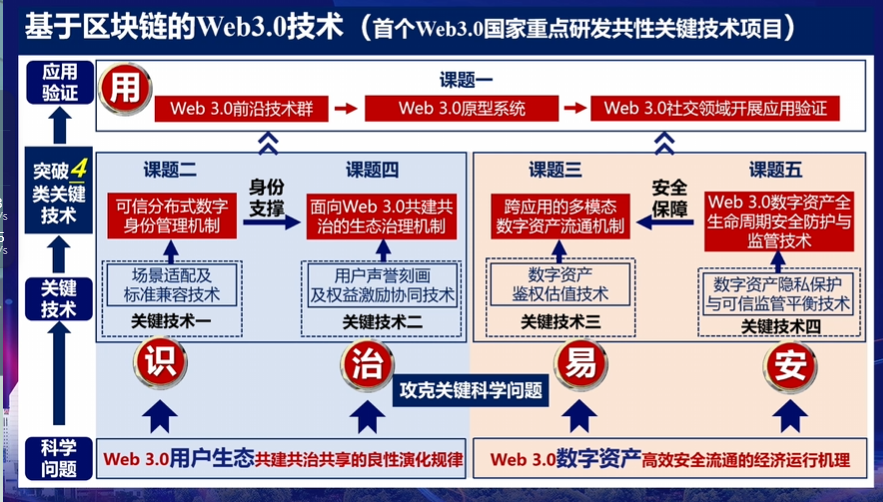 基于区块链的Web3.0技术（首个Web3.0国家重点研发共性关键技术项目）
应用
验证
用
课题一
Web 3.0前沿技术群
Web 3.0原型系统
Web 3.0社交领域开展应用验证
突破4
类关键
技术
课题二
可信分布式数字
身份管理机制
身份
支撑
课题四
面向Web 3.0共建共
治的生态治理机制
课题三
跨应用的多模态
数字资产流通机制
安全
保障
课题五
Web 3.0数字资产全
生命周期安全防护与
监管技术
关键
技术
场景适配及
标准兼容技术
关键技术一
用户声誉刻画
及权益激励协同技术
关键技术二
数字资产
鉴权估值技术
关键技术三
数字资产隐私保护
与可信监管平衡技术
关键技术四
识
治
易
安
攻克关键科学问题
科学
问题
Web 3.0用户生态共建共治共享的良性演化规律
Web 3.0数字资产高效安全流通的经济运行机理